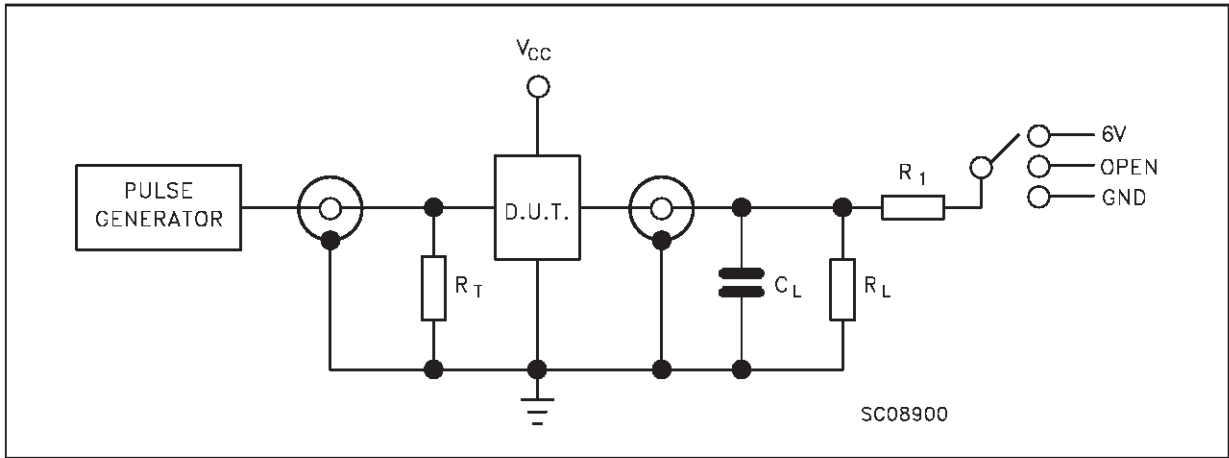 VCC
PULSE
GENERATOR
RT
D.U.T.
CL
RL
R1
6V
OPEN
GND
SC08900